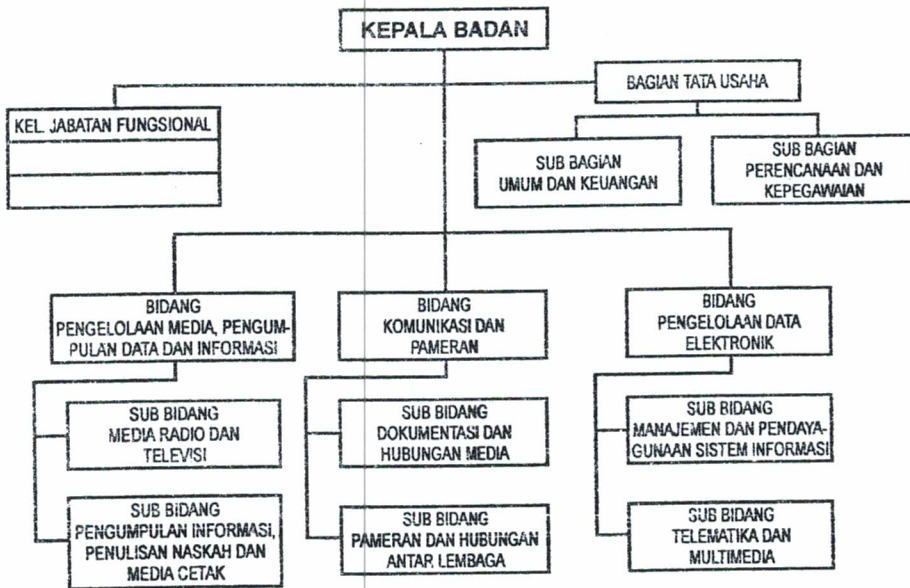 KEPALA BADAN
BAGIAN TATA USAHA
KEL. JABATAN FUNGSIONAL
SUB BAGIAN
UMUM DAN KEUANGAN
SUB BAGIAN
PERENCANAAN DAN
KEPEGAWAIAN
BIDANG
PENGELOLAAN MEDIA, PENGUM-
PULAN DATA DAN INFORMASI
BIDANG
KOMUNIKASI DAN
PAMERAN
BIDANG
PENGELOLAAN DATA
ELEKTRONIK
SUB BIDANG
MEDIA RADIO DAN
TELEVISI
SUB BIDANG
DOKUMENTASI DAN
HUBUNGAN MEDIA
SUB BIDANG
MANAJEMEN DAN PENDAYA-
GUNAAN SISTEM INFORMASI
SUB BIDANG
PENGUMPULAN INFORMASI,
PENULISAN NASKAH DAN
MEDIA CETAK
SUB BIDANG
PAMERAN DAN HUBUNGAN
ANTAR LEMBAGA
SUB BIDANG
TELEMATIKA DAN
MULTIMEDIA